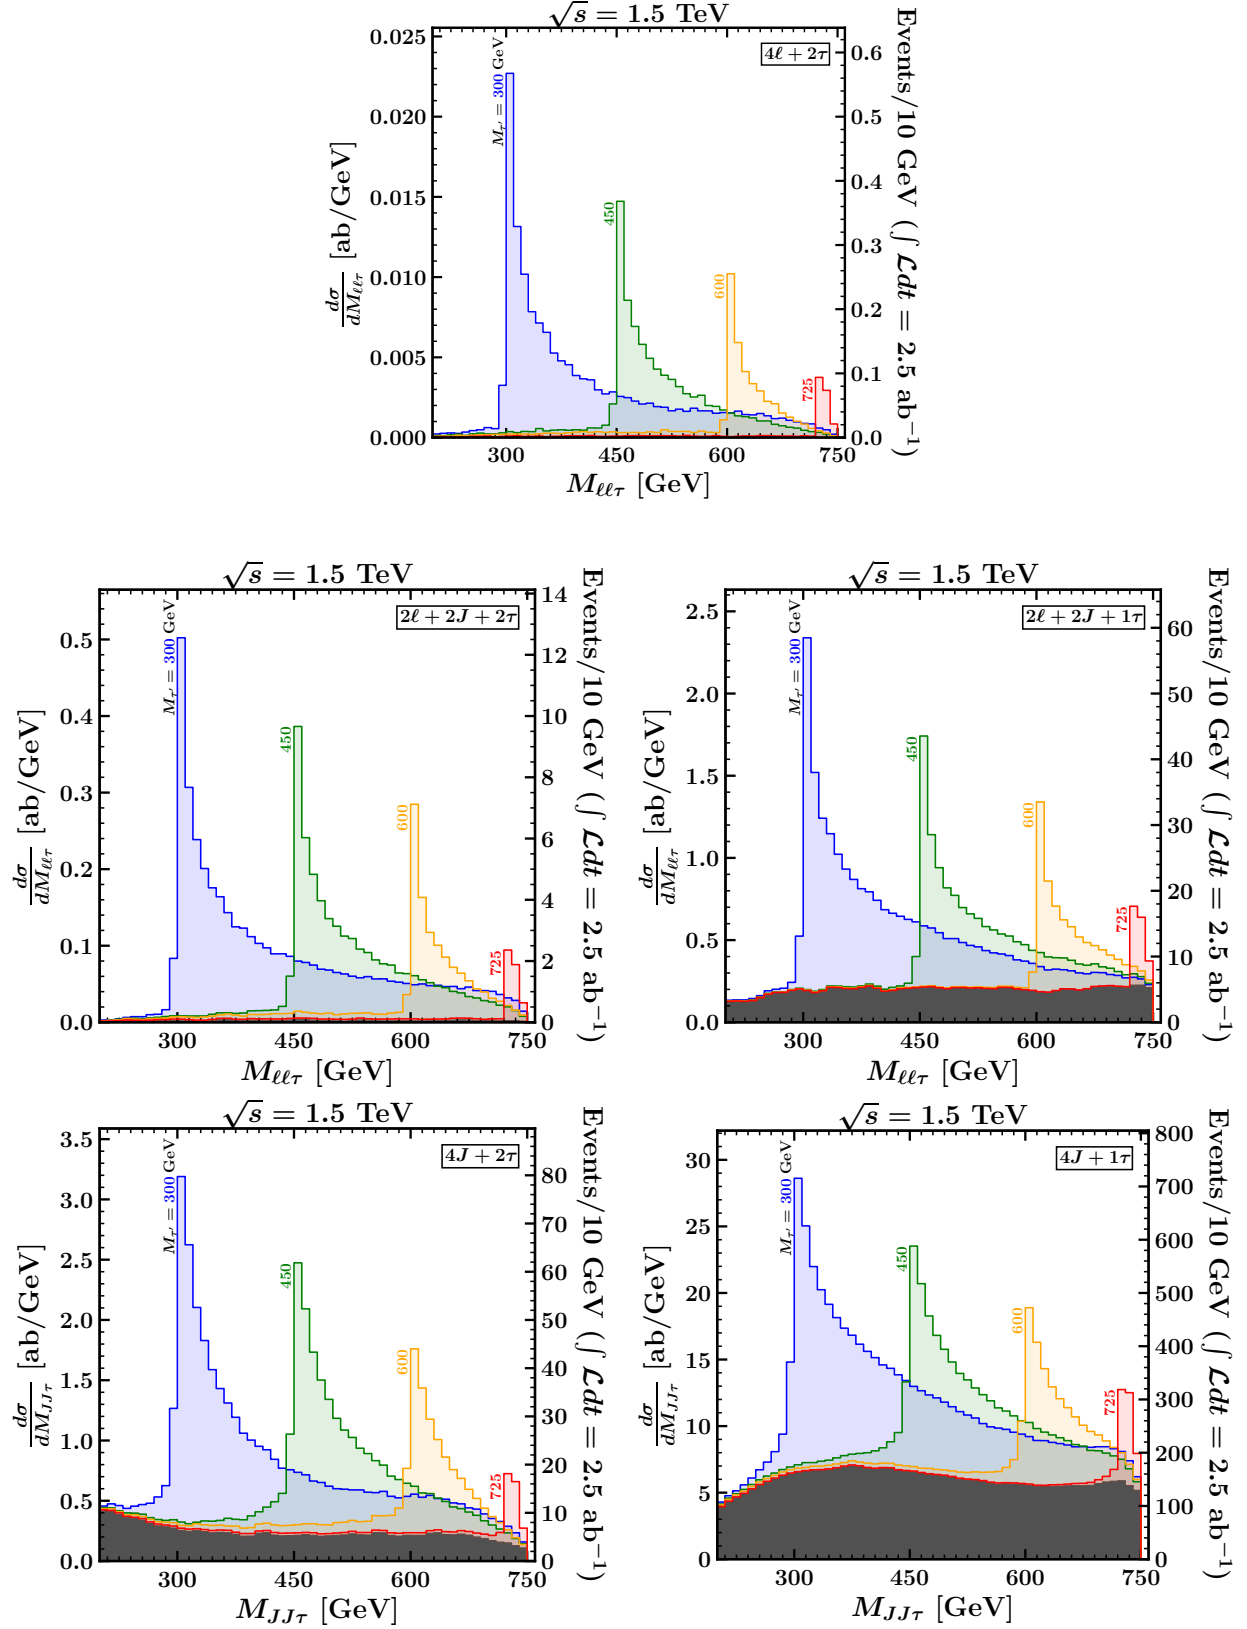 √s = 1.5 TeV
4ℓ + 2τ
M_τ′ = 300 GeV
450
600
725
0.025
0.020
0.015
0.010
0.005
0.000
dσ/dM_ℓℓτ [ab/GeV]
0.6
0.5
0.4
0.3
0.2
0.1
0.0
Events/10 GeV (∫ ℒdt = 2.5 ab⁻¹)
300 450 600 750
M_ℓℓτ [GeV]
√s = 1.5 TeV
2ℓ + 2J + 2τ
M_τ′ = 300 GeV
450
600
725
0.5
0.4
0.3
0.2
0.1
0.0
dσ/dM_ℓℓτ [ab/GeV]
14
12
10
8
6
4
2
0
Events/10 GeV (∫ ℒdt = 2.5 ab⁻¹)
300 450 600 750
M_ℓℓτ [GeV]
√s = 1.5 TeV
2ℓ + 2J + 1τ
M_τ′ = 300 GeV
450
600
725
2.5
2.0
1.5
1.0
0.5
0.0
dσ/dM_ℓℓτ [ab/GeV]
60
50
40
30
20
10
0
Events/10 GeV (∫ ℒdt = 2.5 ab⁻¹)
300 450 600 750
M_ℓℓτ [GeV]
√s = 1.5 TeV
4J + 2τ
M_τ′ = 300 GeV
450
600
725
3.5
3.0
2.5
2.0
1.5
1.0
0.5
0.0
dσ/dM_JJτ [ab/GeV]
80
70
60
50
40
30
20
10
0
Events/10 GeV (∫ ℒdt = 2.5 ab⁻¹)
300 450 600 750
M_JJτ [GeV]
√s = 1.5 TeV
4J + 1τ
M_τ′ = 300 GeV
450
600
725
30
25
20
15
10
5
0
dσ/dM_JJτ [ab/GeV]
800
700
600
500
400
300
200
100
0
Events/10 GeV (∫ ℒdt = 2.5 ab⁻¹)
300 450 600 750
M_JJτ [GeV]